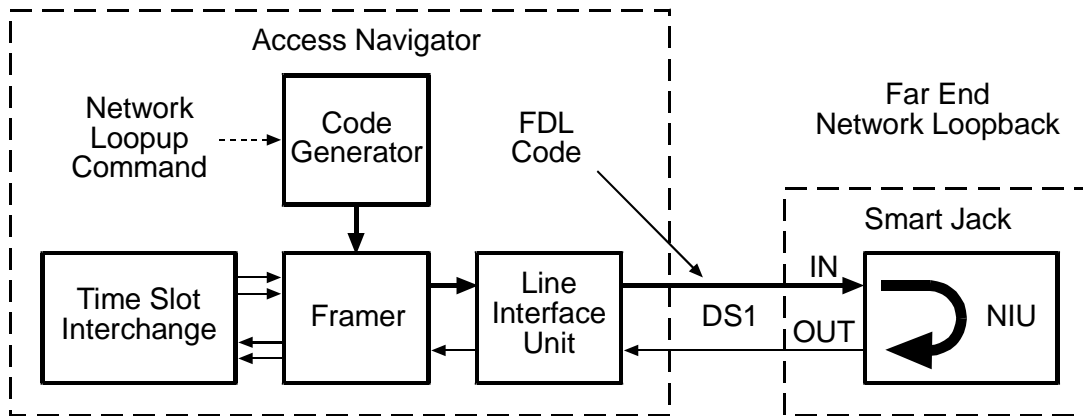 Access Navigator
Network
Loopup
Command
Code
Generator
FDL
Code
Far End
Network Loopback
Smart Jack
Time Slot
Interchange
Framer
Line
Interface
Unit
DS1
IN
OUT
NIU